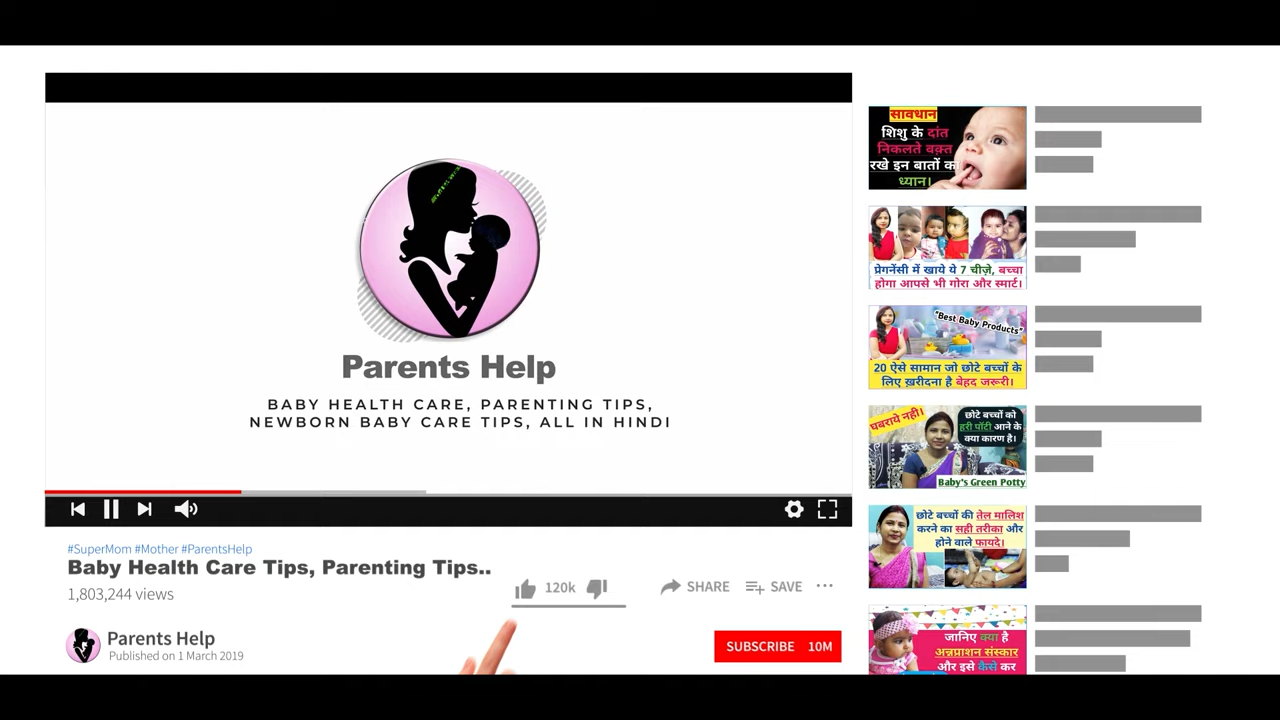 Parents Help
BABY HEALTH CARE, PARENTING TIPS,
NEWBORN BABY CARE TIPS, ALL IN HINDI
#SuperMom #Mother #ParentsHelp
Baby Health Care Tips, Parenting Tips..
1,803,244 views
120k
SHARE
SAVE
Parents Help
Published on 1 March 2019
SUBSCRIBE 10M
सावधान
शिशु के दांत
निकलते वक़्त
रखे इन बातों का
ध्यान।
प्रेगनेंसी में खाये ये 7 चीज़े, बच्चा
होगा आपसे भी गोरा और स्मार्ट।
"Best Baby Products"
20 ऐसे सामान जो छोटे बच्चों के
लिए ख़रीदना है बेहद जरूरी।
घबराये नही।
छोटे बच्चों को
हरी पॉटी आने के
क्या कारण है।
Baby's Green Potty
छोटे बच्चों की तेल मालिश
करने का सही तरीका और
होने वाले फायदे।
जानिए क्या है
अन्नप्राशन संस्कार
और इसे कैसे कर